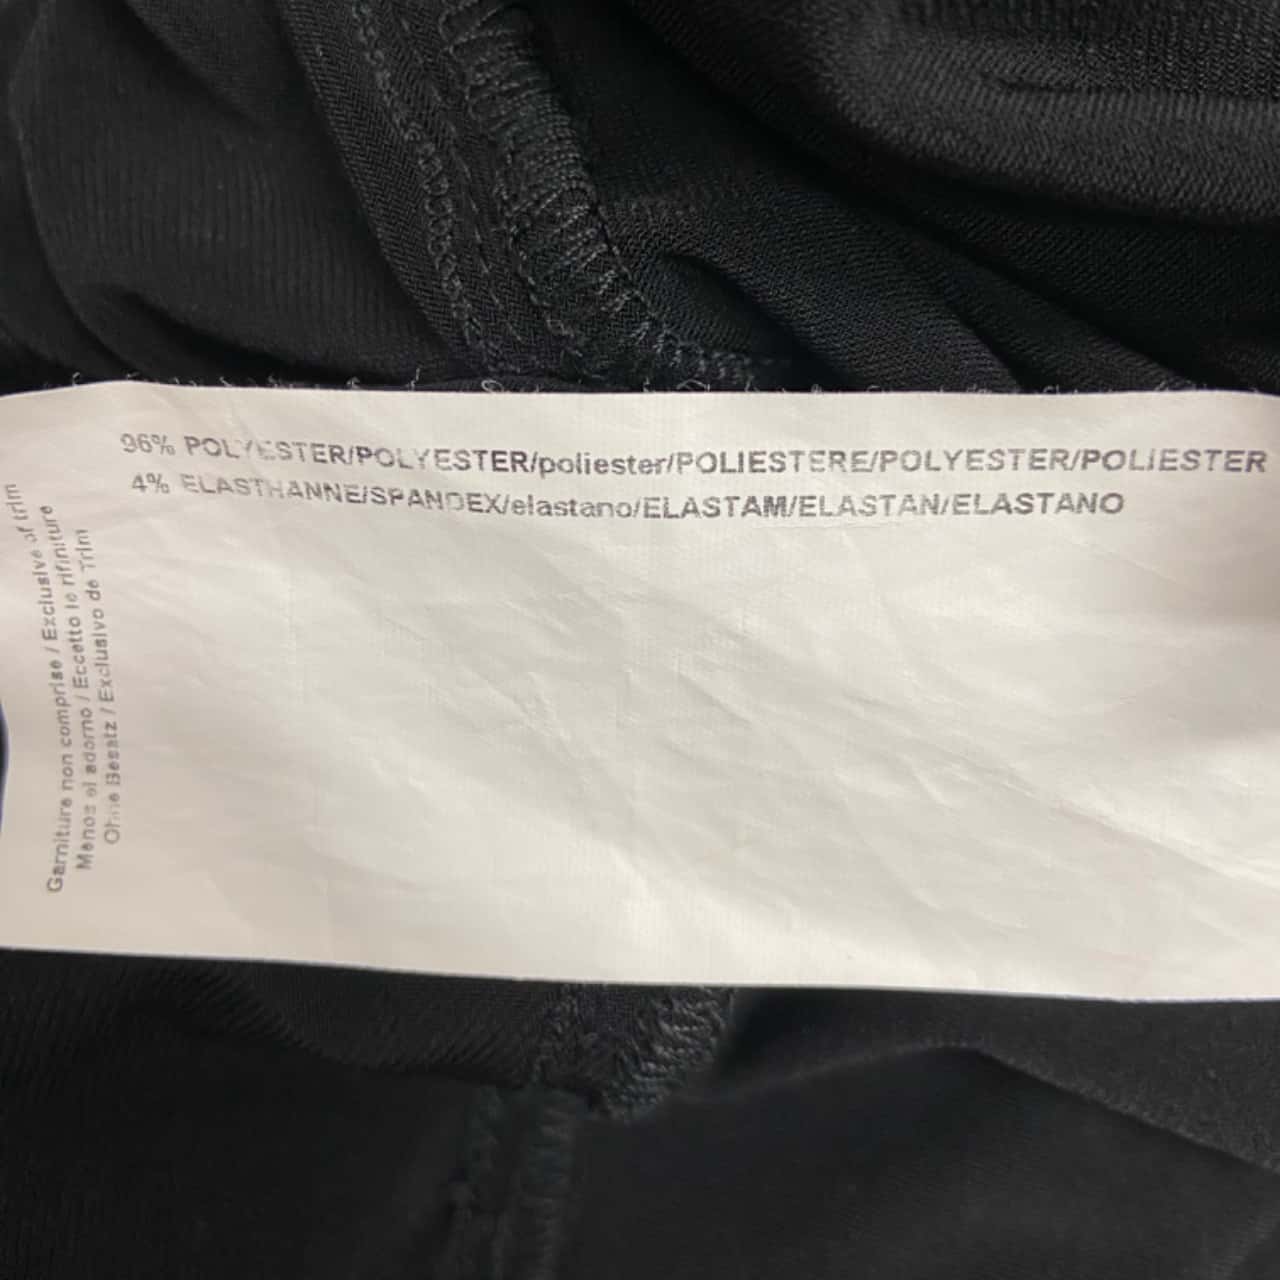 96% POLYESTER/POLYESTER/poliester/POLIESTERE/POLYESTER/POLIESTER
4% ELASTHANNE/SPANDEX/elastano/ELASTAM/ELASTAN/ELASTANO
Garniture non comprise / Exclusive of trim
Menos el adorno / Eccetto le rifiniture
Ohne Besatz / Exclusivo de Trim